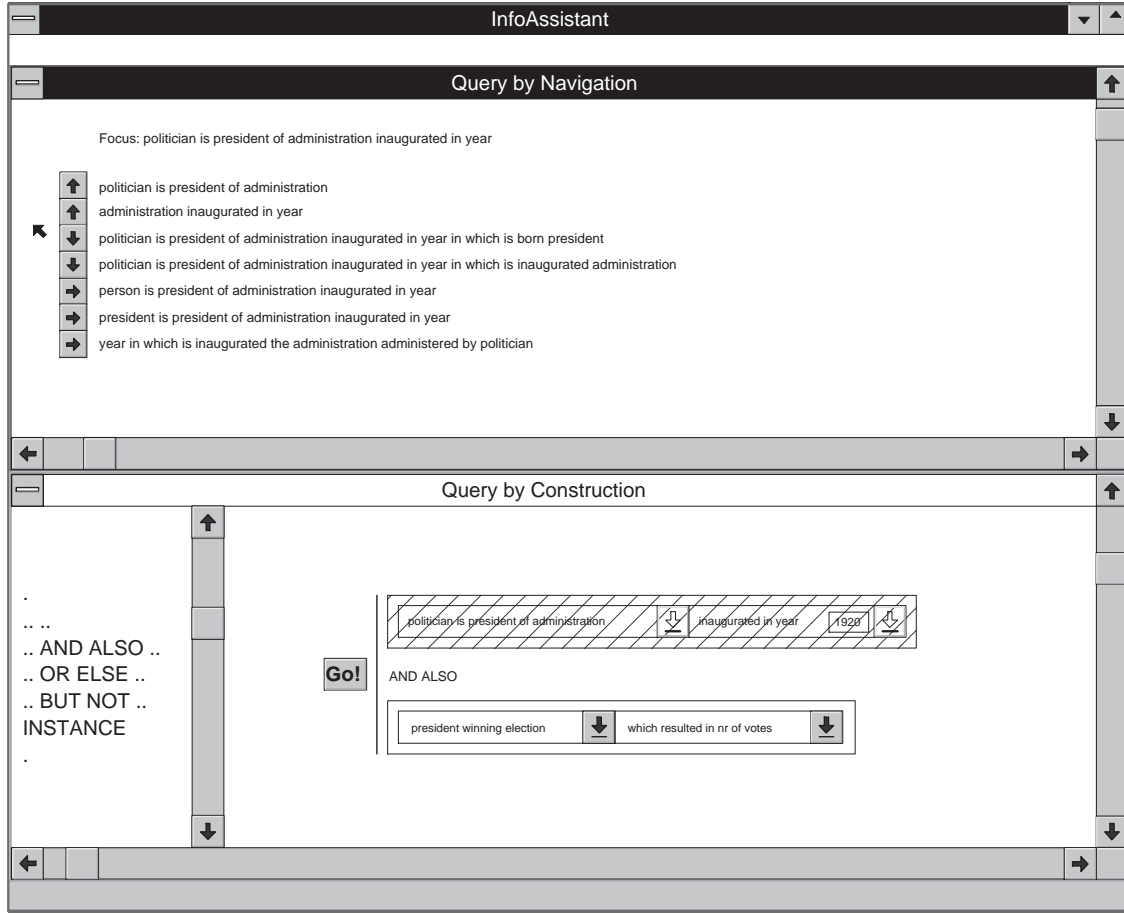 InfoAssistant
Query by Navigation
Focus: politician is president of administration inaugurated in year
politician is president of administration
administration inaugurated in year
politician is president of administration inaugurated in year in which is born president
politician is president of administration inaugurated in year in which is inaugurated administration
person is president of administration inaugurated in year
president is president of administration inaugurated in year
year in which is inaugurated the administration administered by politician
Query by Construction
.
.. ..
.. AND ALSO ..
.. OR ELSE ..
.. BUT NOT ..
INSTANCE
.
politician is president of administration inaugurated in year 1920
Go! AND ALSO
president winning election which resulted in nr of votes